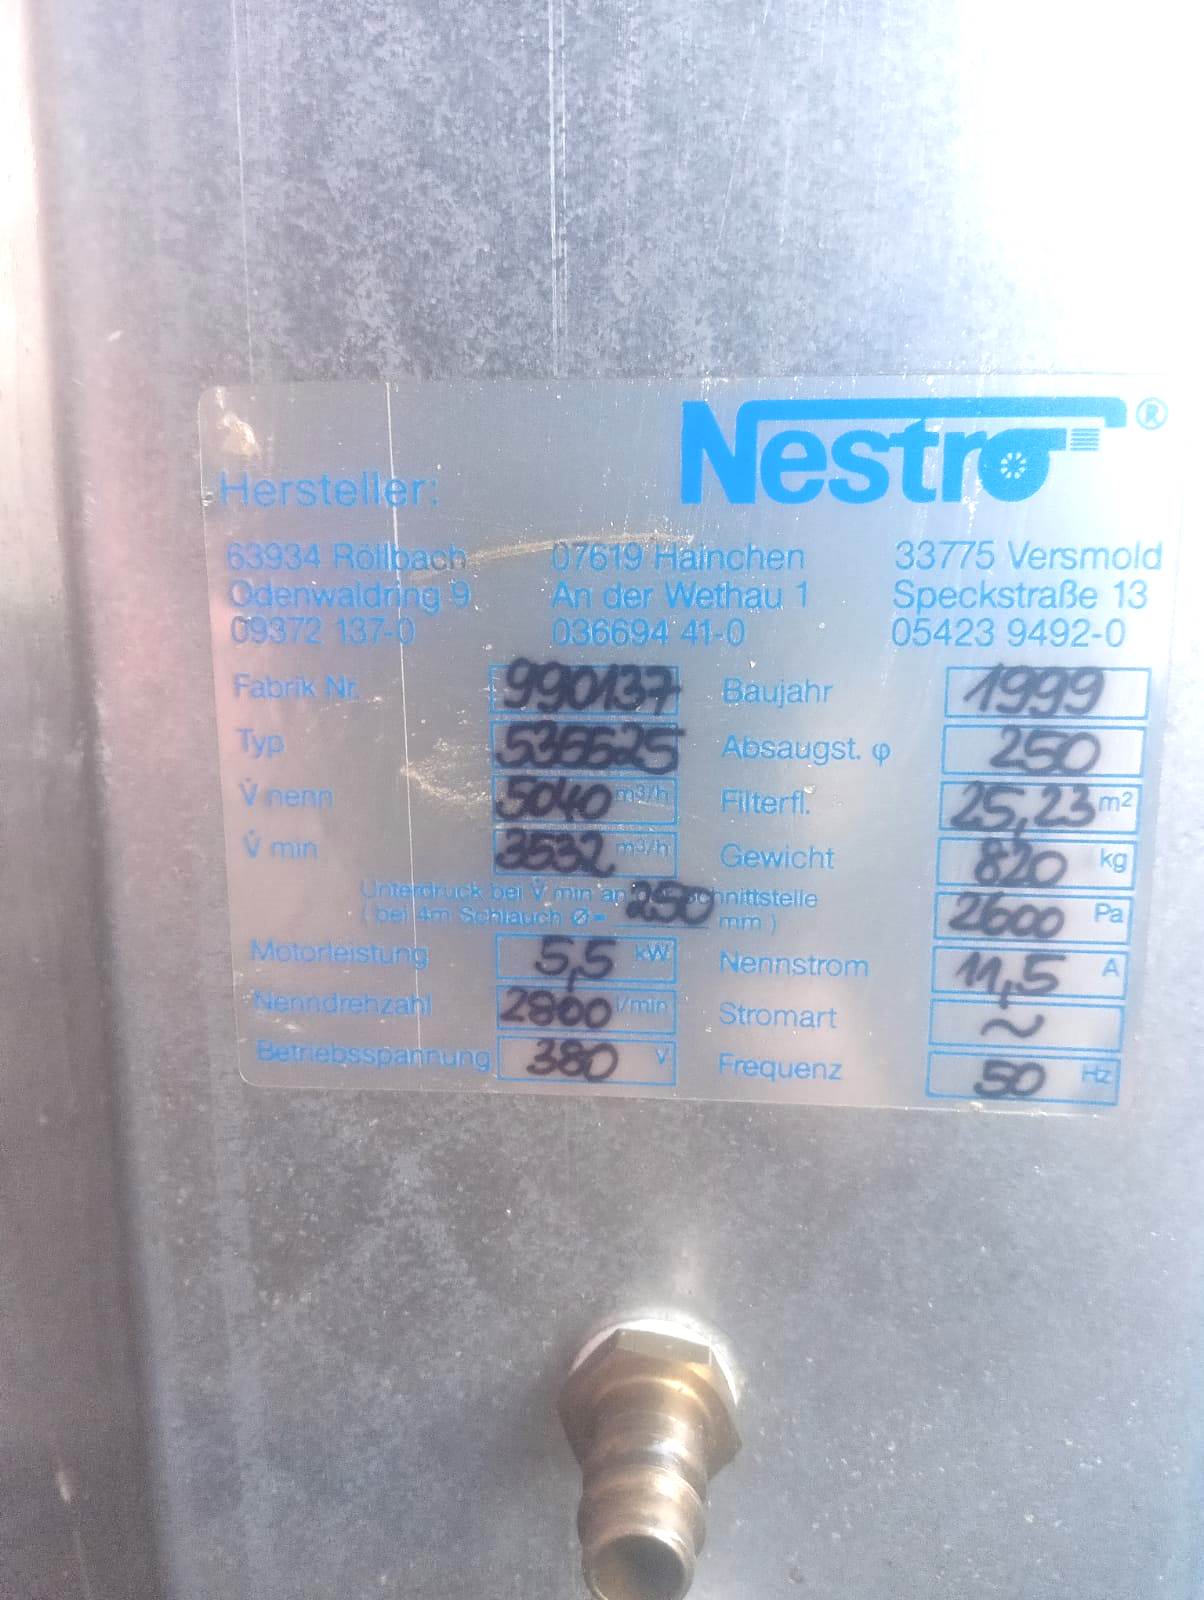 Nestro®
Hersteller:
63934 Röllbach 07619 Hainchen 33775 Versmold
Odenwaldring 9 An der Wethau 1 Speckstraße 13
09372 137-0 036694 41-0 05423 9492-0
Fabrik Nr. 990137 Baujahr 1999
Typ 535525 Absaugst. φ 250
V̇ nenn 5040 m³/h Filterfl. 25,23 m²
V̇ min 3532 m³/h Gewicht 820 kg
Unterdruck bei V̇ min an schnittstelle
( bei 4m Schlauch Ø= 250 mm ) 2600 Pa
Motorleistung 5,5 kW Nennstrom 11,5 A
Nenndrehzahl 2800 l/min Stromart ~
Betriebsspannung 380 V Frequenz 50 Hz